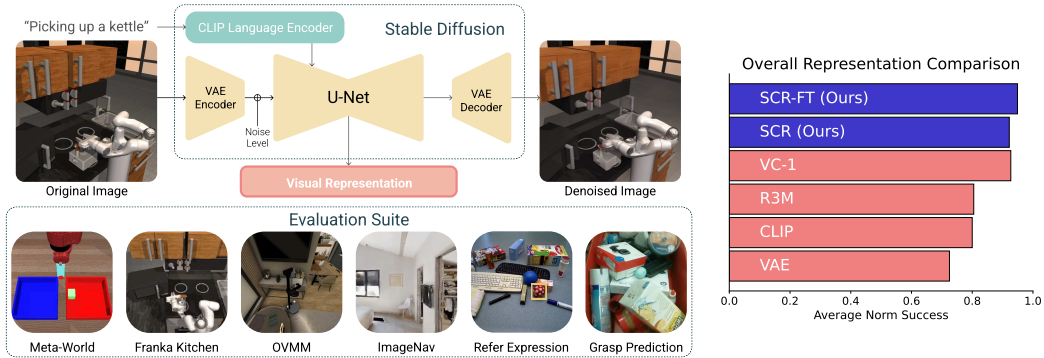 “Picking up a kettle”
CLIP Language Encoder
Stable Diffusion
VAE
Encoder
U-Net
VAE
Decoder
Noise
Level
Original Image
Visual Representation
Denoised Image
Evaluation Suite
Meta-World
Franka Kitchen
OVMM
ImageNav
Refer Expression
Grasp Prediction
Overall Representation Comparison
SCR-FT (Ours)
SCR (Ours)
VC-1
R3M
CLIP
VAE
0.0 0.2 0.4 0.6 0.8 1.0
Average Norm Success